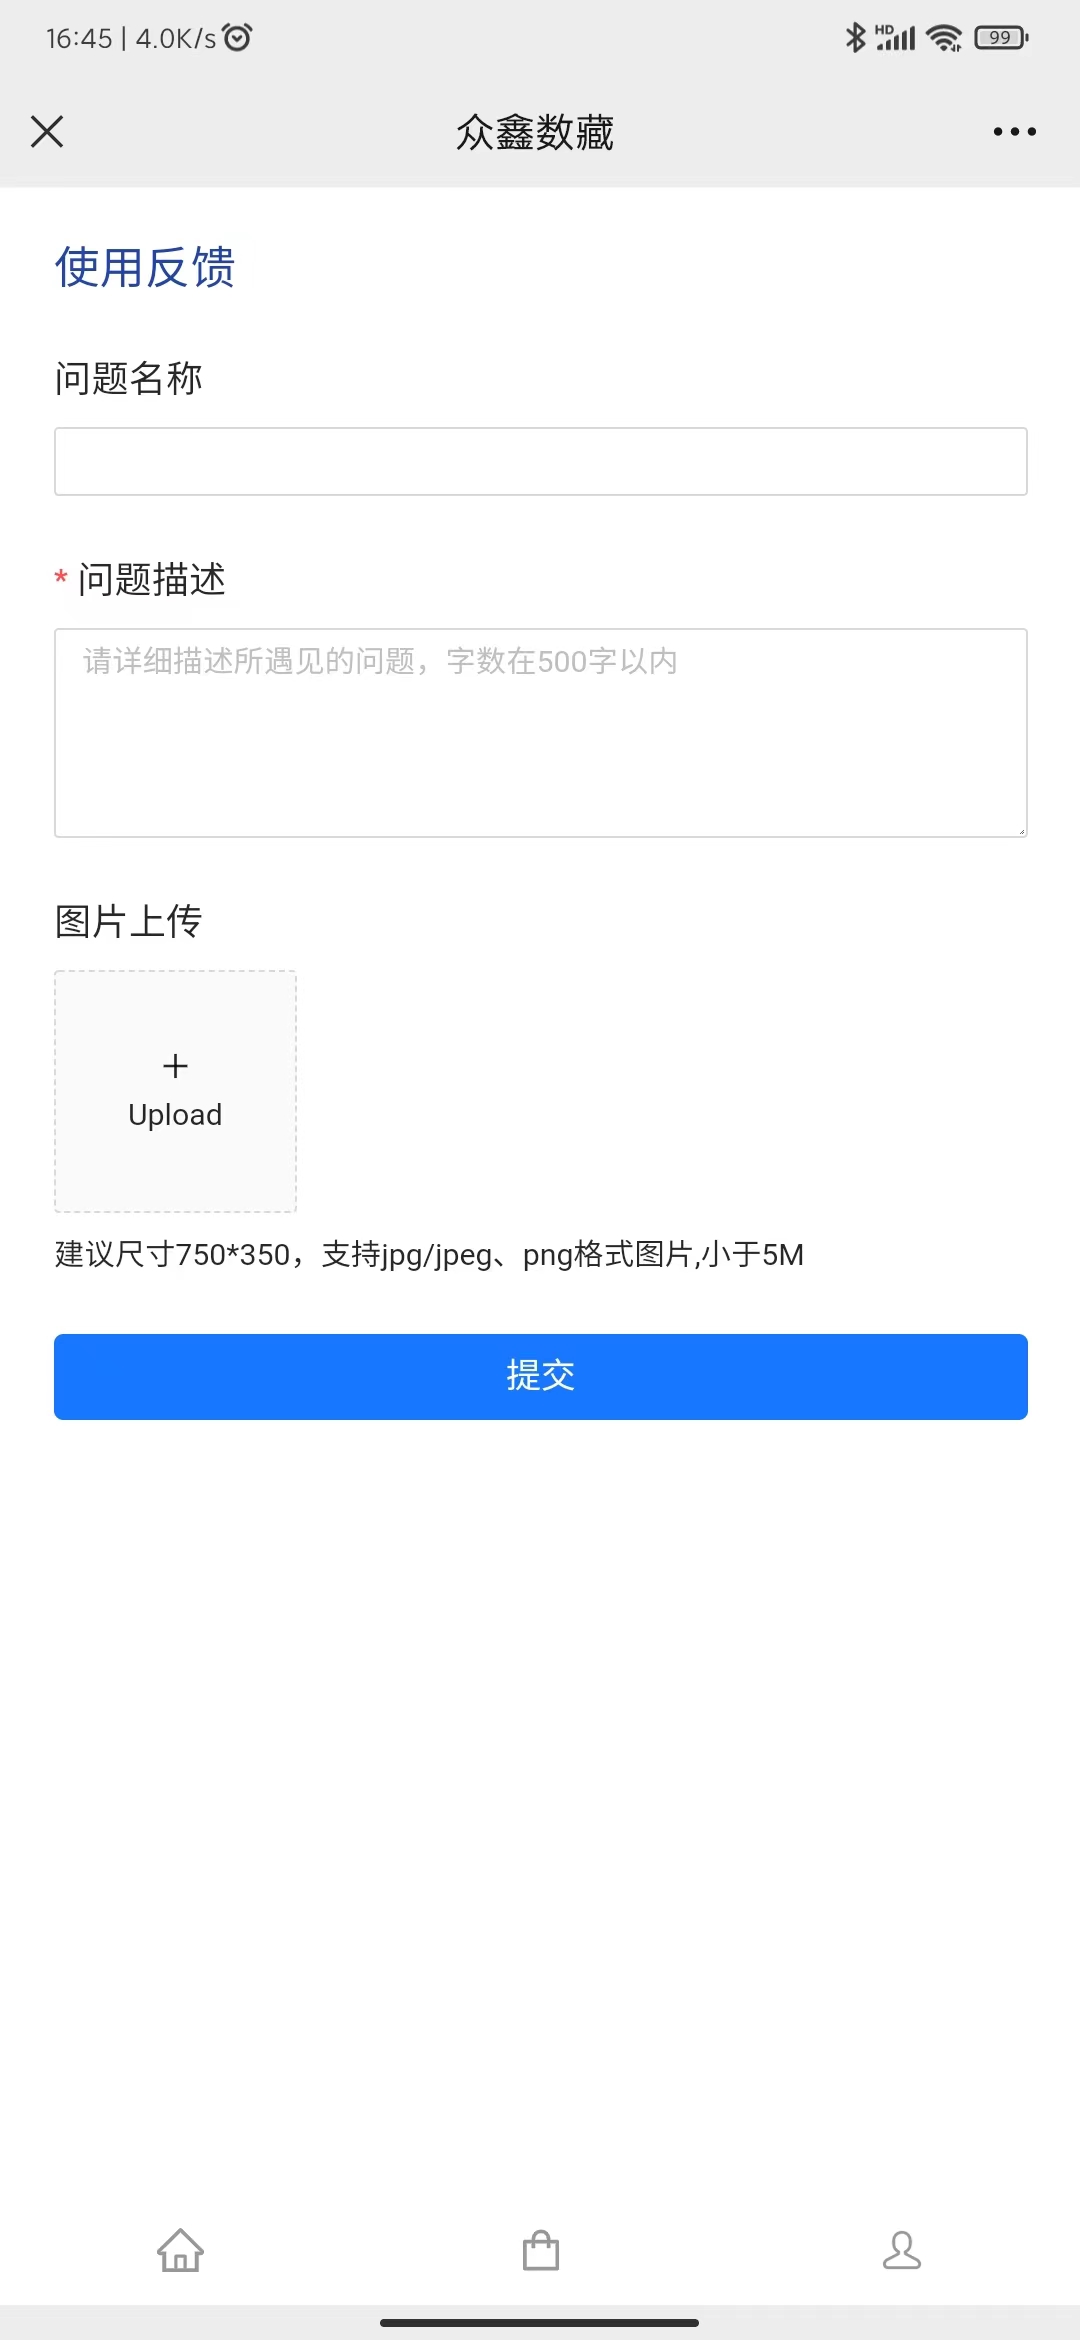 16:45 | 4.0K/s
HD
99
众鑫数藏
使用反馈
问题名称
* 问题描述
请详细描述所遇见的问题，字数在500字以内
图片上传
+
Upload
建议尺寸750*350，支持jpg/jpeg、png格式图片,小于5M
提交